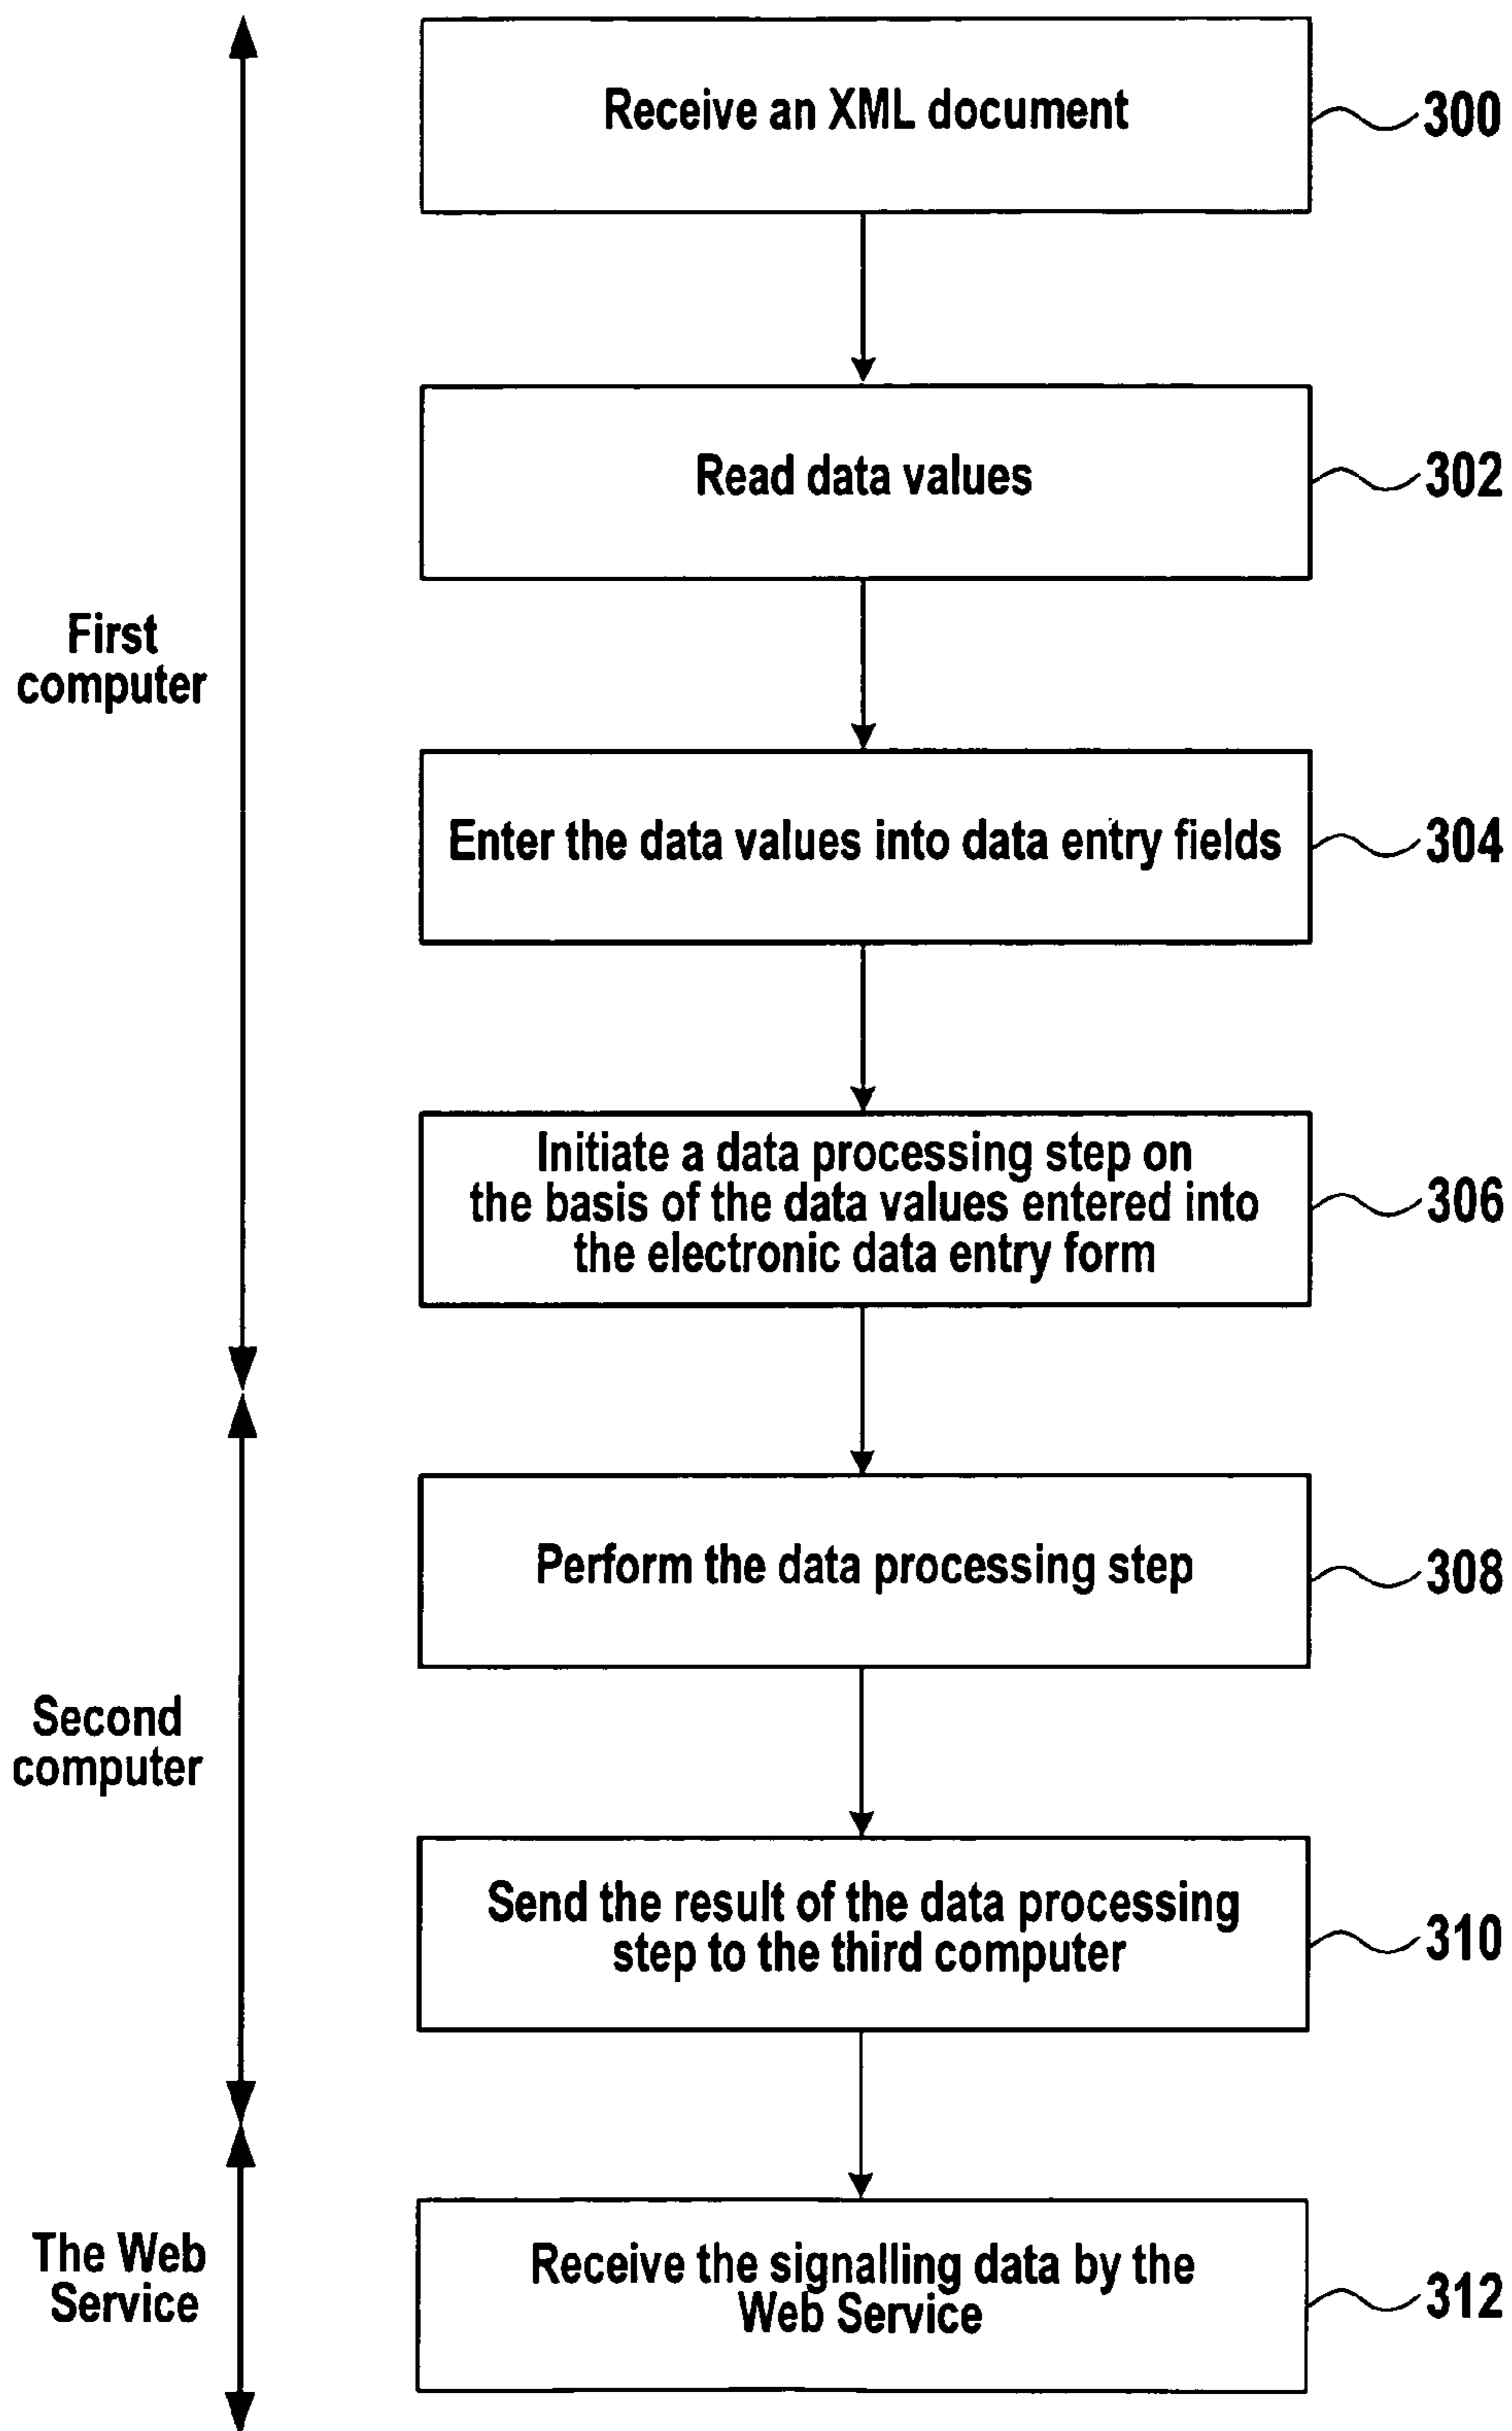 Receive an XML document
300
Read data values
302
First
computer
Enter the data values into data entry fields
304
Initiate a data processing step on
the basis of the data values entered into
the electronic data entry form
306
Perform the data processing step
308
Second
computer
Send the result of the data processing
step to the third computer
310
The Web
Service
Receive the signalling data by the
Web Service
312